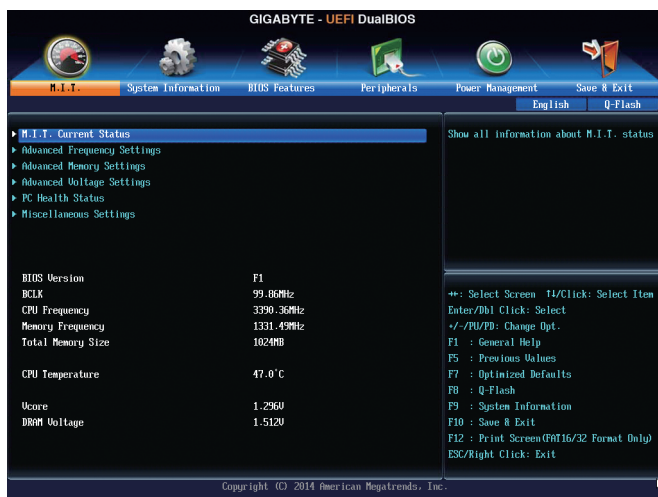 GIGABYTE - UEFI DualBIOS
M.I.T. System Information BIOS Features Peripherals Power Management Save & Exit
English Q-Flash
M.I.T. Current Status
Advanced Frequency Settings
Advanced Memory Settings
Advanced Voltage Settings
PC Health Status
Miscellaneous Settings
Show all information about M.I.T. status
BIOS Version F1
BCLK 99.86MHz
CPU Frequency 3390.36MHz
Memory Frequency 1331.49MHz
Total Memory Size 1024MB
CPU Temperature 47.0°C
Vcore 1.296V
DRAM Voltage 1.512V
↔: Select Screen ↑↓/Click: Select Item
Enter/Dbl Click: Select
+/-/PU/PD: Change Opt.
F1 : General Help
F5 : Previous Values
F7 : Optimized Defaults
F8 : Q-Flash
F9 : System Information
F10 : Save & Exit
F12 : Print Screen(FAT16/32 Format Only)
ESC/Right Click: Exit
Copyright (C) 2014 American Megatrends, Inc.